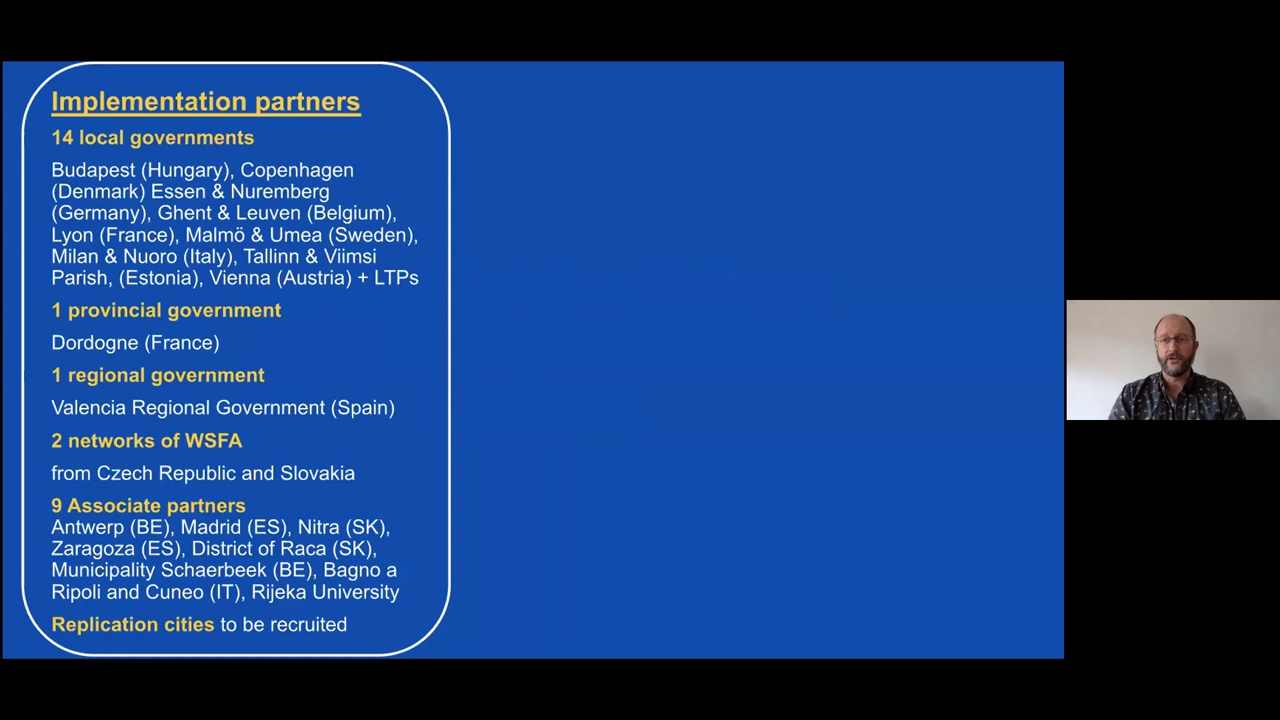 Implementation partners
14 local governments
Budapest (Hungary), Copenhagen
(Denmark) Essen & Nuremberg
(Germany), Ghent & Leuven (Belgium),
Lyon (France), Malmö & Umea (Sweden),
Milan & Nuoro (Italy), Tallinn & Viimsi
Parish, (Estonia), Vienna (Austria) + LTPs
1 provincial government
Dordogne (France)
1 regional government
Valencia Regional Government (Spain)
2 networks of WSFA
from Czech Republic and Slovakia
9 Associate partners
Antwerp (BE), Madrid (ES), Nitra (SK),
Zaragoza (ES), District of Raca (SK),
Municipality Schaerbeek (BE), Bagno a
Ripoli and Cuneo (IT), Rijeka University
Replication cities to be recruited